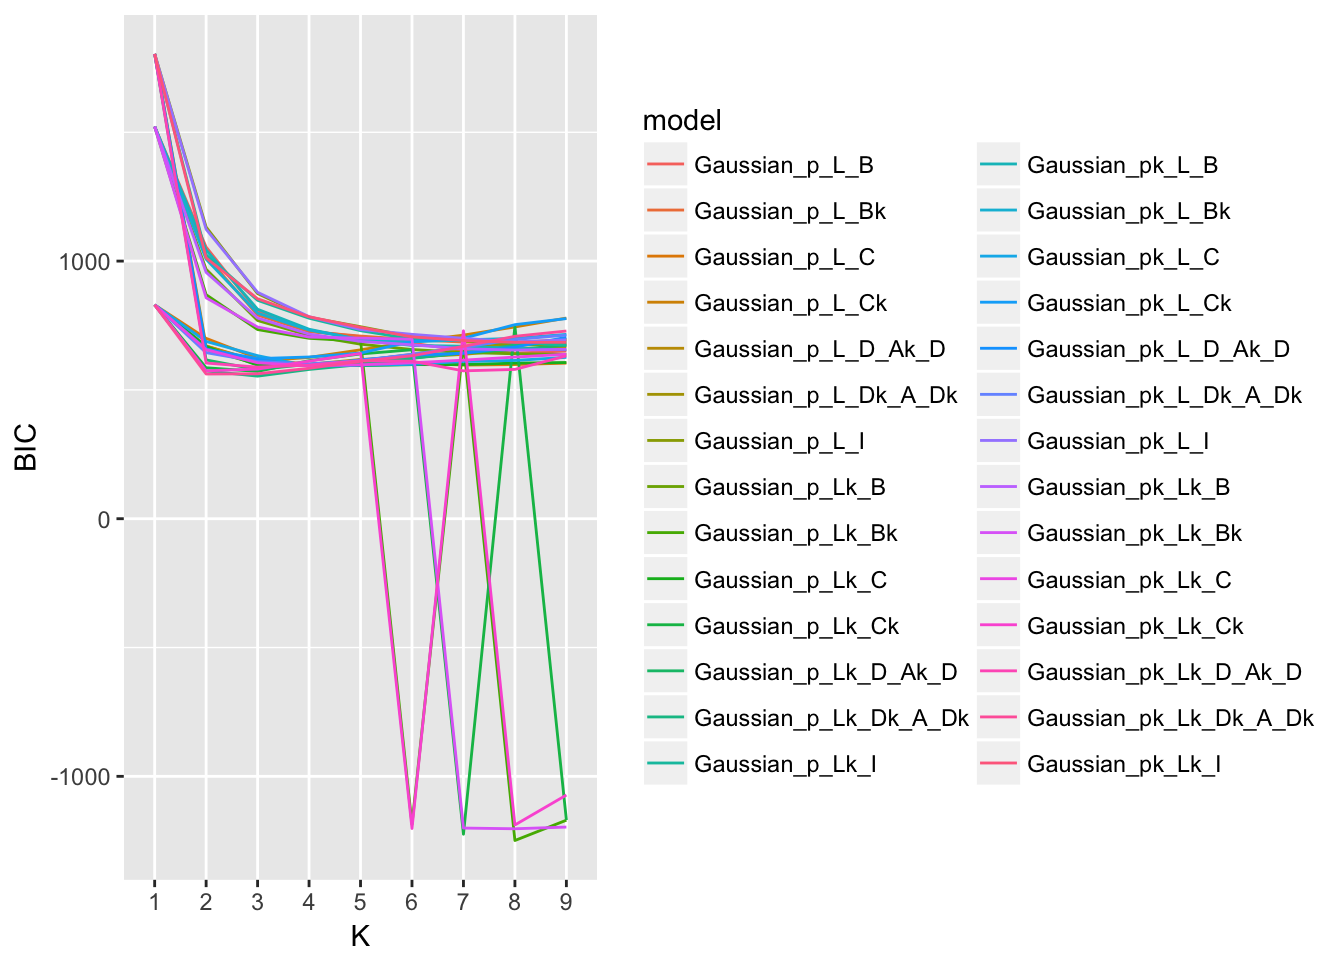 BIC
1000
0
-1000
1 2 3 4 5 6 7 8 9
K
model
Gaussian_p_L_B
Gaussian_p_L_Bk
Gaussian_p_L_C
Gaussian_p_L_Ck
Gaussian_p_L_D_Ak_D
Gaussian_p_L_Dk_A_Dk
Gaussian_p_L_I
Gaussian_p_Lk_B
Gaussian_p_Lk_Bk
Gaussian_p_Lk_C
Gaussian_p_Lk_Ck
Gaussian_p_Lk_D_Ak_D
Gaussian_p_Lk_Dk_A_Dk
Gaussian_p_Lk_I
Gaussian_pk_L_B
Gaussian_pk_L_Bk
Gaussian_pk_L_C
Gaussian_pk_L_Ck
Gaussian_pk_L_D_Ak_D
Gaussian_pk_L_Dk_A_Dk
Gaussian_pk_L_I
Gaussian_pk_Lk_B
Gaussian_pk_Lk_Bk
Gaussian_pk_Lk_C
Gaussian_pk_Lk_Ck
Gaussian_pk_Lk_D_Ak_D
Gaussian_pk_Lk_Dk_A_Dk
Gaussian_pk_Lk_I